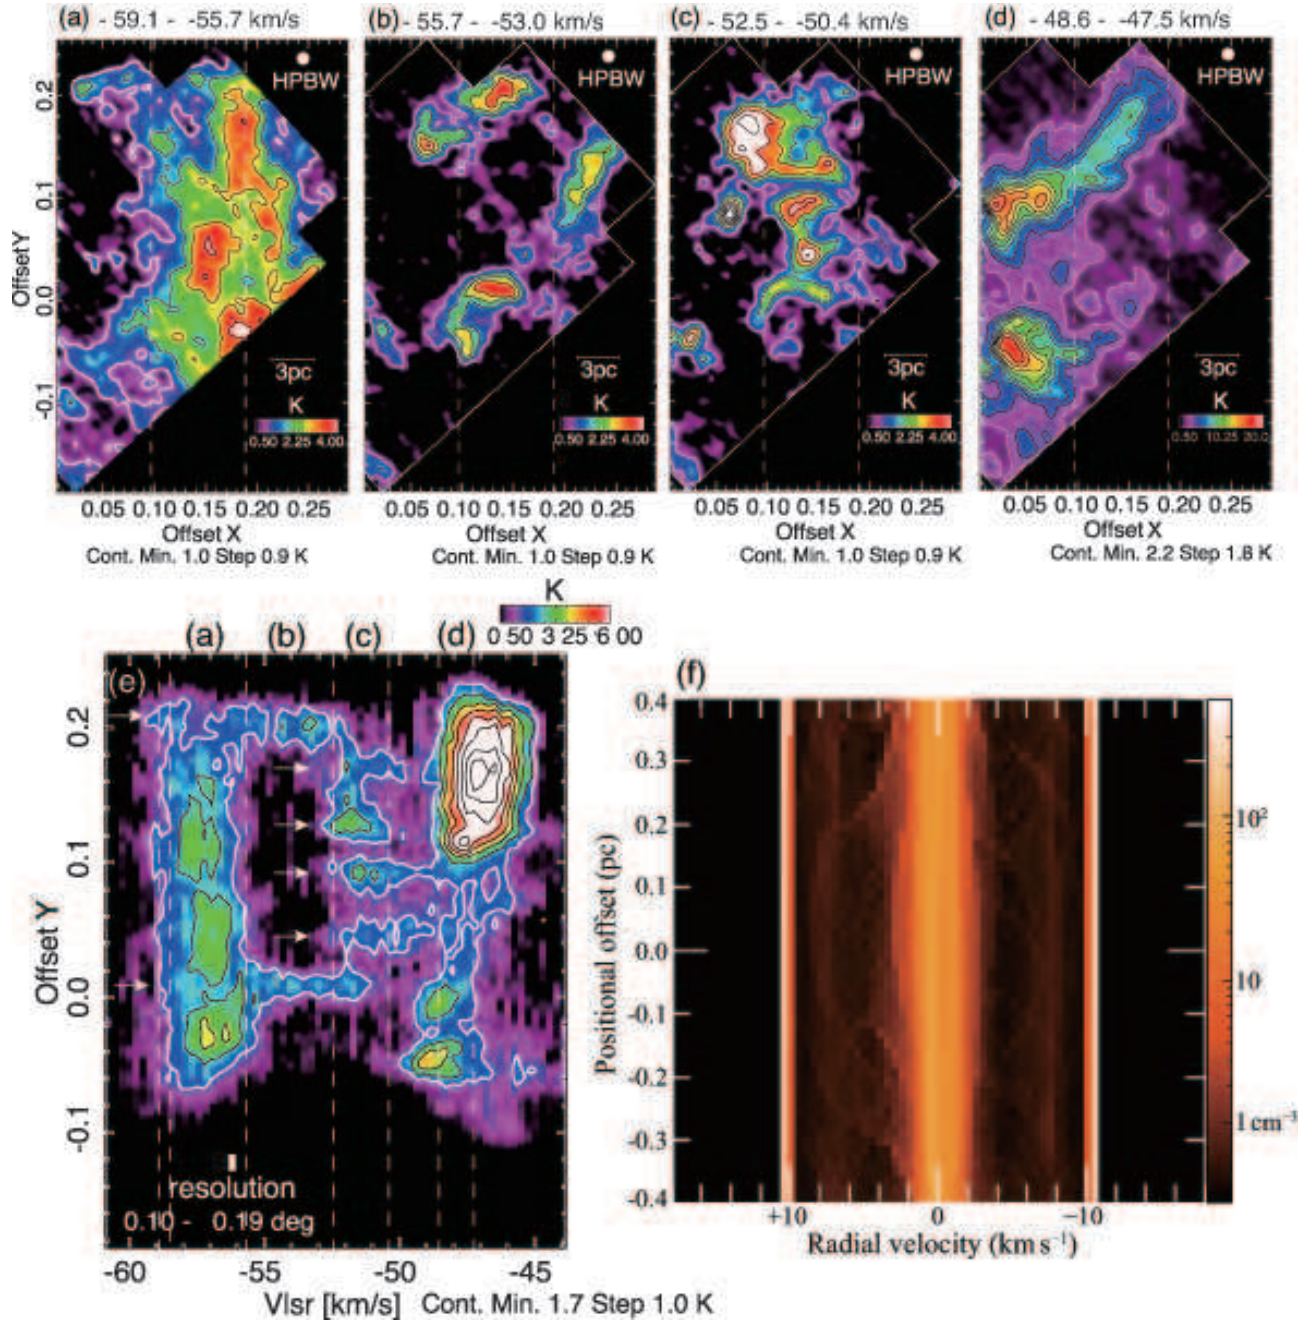 (a) - 59.1 - -55.7 km/s
(b) - 55.7 - -53.0 km/s
(c) - 52.5 - -50.4 km/s
(d) - 48.6 - -47.5 km/s
HPBW
HPBW
HPBW
HPBW
Offset Y
0.2
0.1
0.0
-0.1
3pc
3pc
3pc
3pc
K
K
K
K
0.50 2.25 4.00
0.50 2.25 4.00
0.50 2.25 4.00
0.50 10.25 20.0
0.05 0.10 0.15 0.20 0.25
0.05 0.10 0.15 0.20 0.25
0.05 0.10 0.15 0.20 0.25
0.05 0.10 0.15 0.20 0.25
Offset X
Offset X
Offset X
Offset X
Cont. Min. 1.0 Step 0.9 K
Cont. Min. 1.0 Step 0.9 K
Cont. Min. 1.0 Step 0.9 K
Cont. Min. 2.2 Step 1.8 K
K
0 50 3 25 6 00
(a) (b) (c) (d)
(e)
Offset Y
0.2
0.1
0.0
-0.1
resolution
0.10 - 0.19 deg
-60 -55 -50 -45
Vlsr [km/s] Cont. Min. 1.7 Step 1.0 K
(f)
Positional offset (pc)
0.4
0.3
0.2
0.1
0.0
-0.1
-0.2
-0.3
-0.4
+10 0 -10
Radial velocity (km s⁻¹)
10²
10
1 cm⁻³